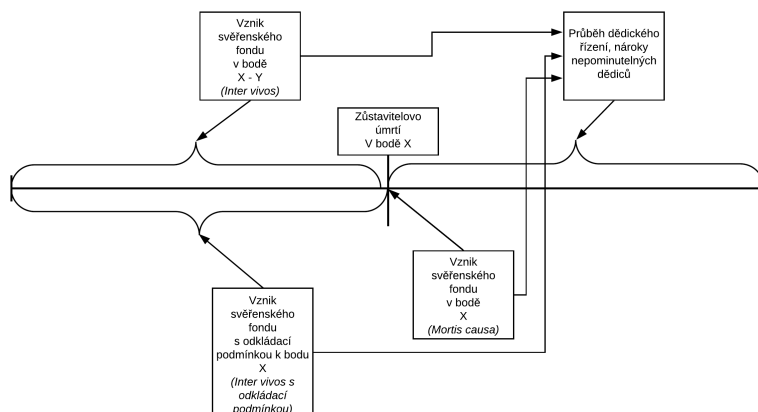 Vznik
svěřenského
fondu
v bodě
X - Y
(Inter vivos)
Průběh dědického
řízení, nároky
nepominutelných
dědiců
Zůstavitelovo
úmrtí
V bodě X
Vznik
svěřenského
fondu
v bodě
X
(Mortis causa)
Vznik
svěřenského
fondu
s odkládací
podmínkou k bodu
X
(Inter vivos s
odkládací
podmínkou)